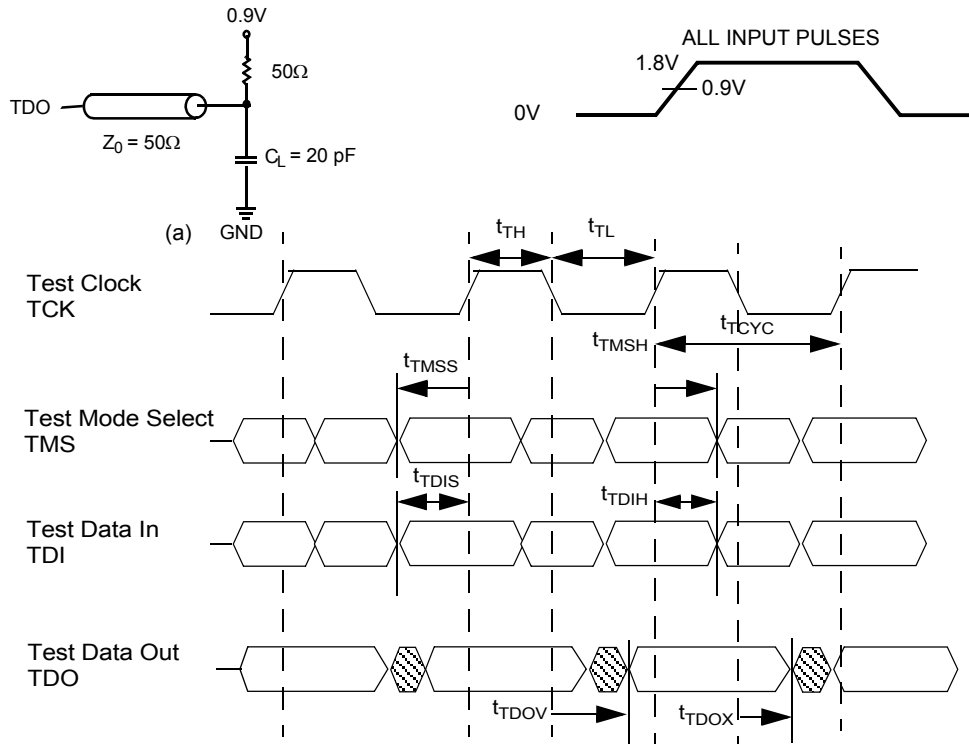 0.9V
50Ω
TDO
Z0 = 50Ω
CL = 20 pF
(a)
GND
ALL INPUT PULSES
1.8V
0.9V
0V
tTH
tTL
Test Clock
TCK
tTCYC
tTMSH
tTMSS
Test Mode Select
TMS
tTDIS
tTDIH
Test Data In
TDI
Test Data Out
TDO
tTDOV
tTDOX